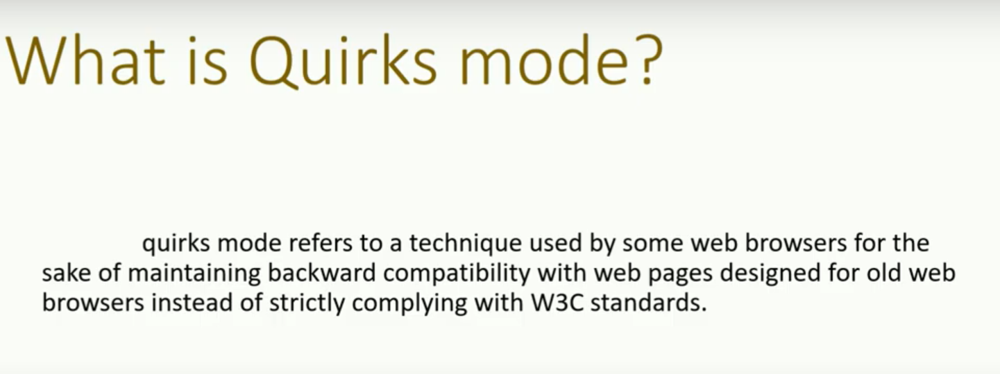 What is Quirks mode?
quirks mode refers to a technique used by some web browsers for the
sake of maintaining backward compatibility with web pages designed for old web
browsers instead of strictly complying with W3C standards.